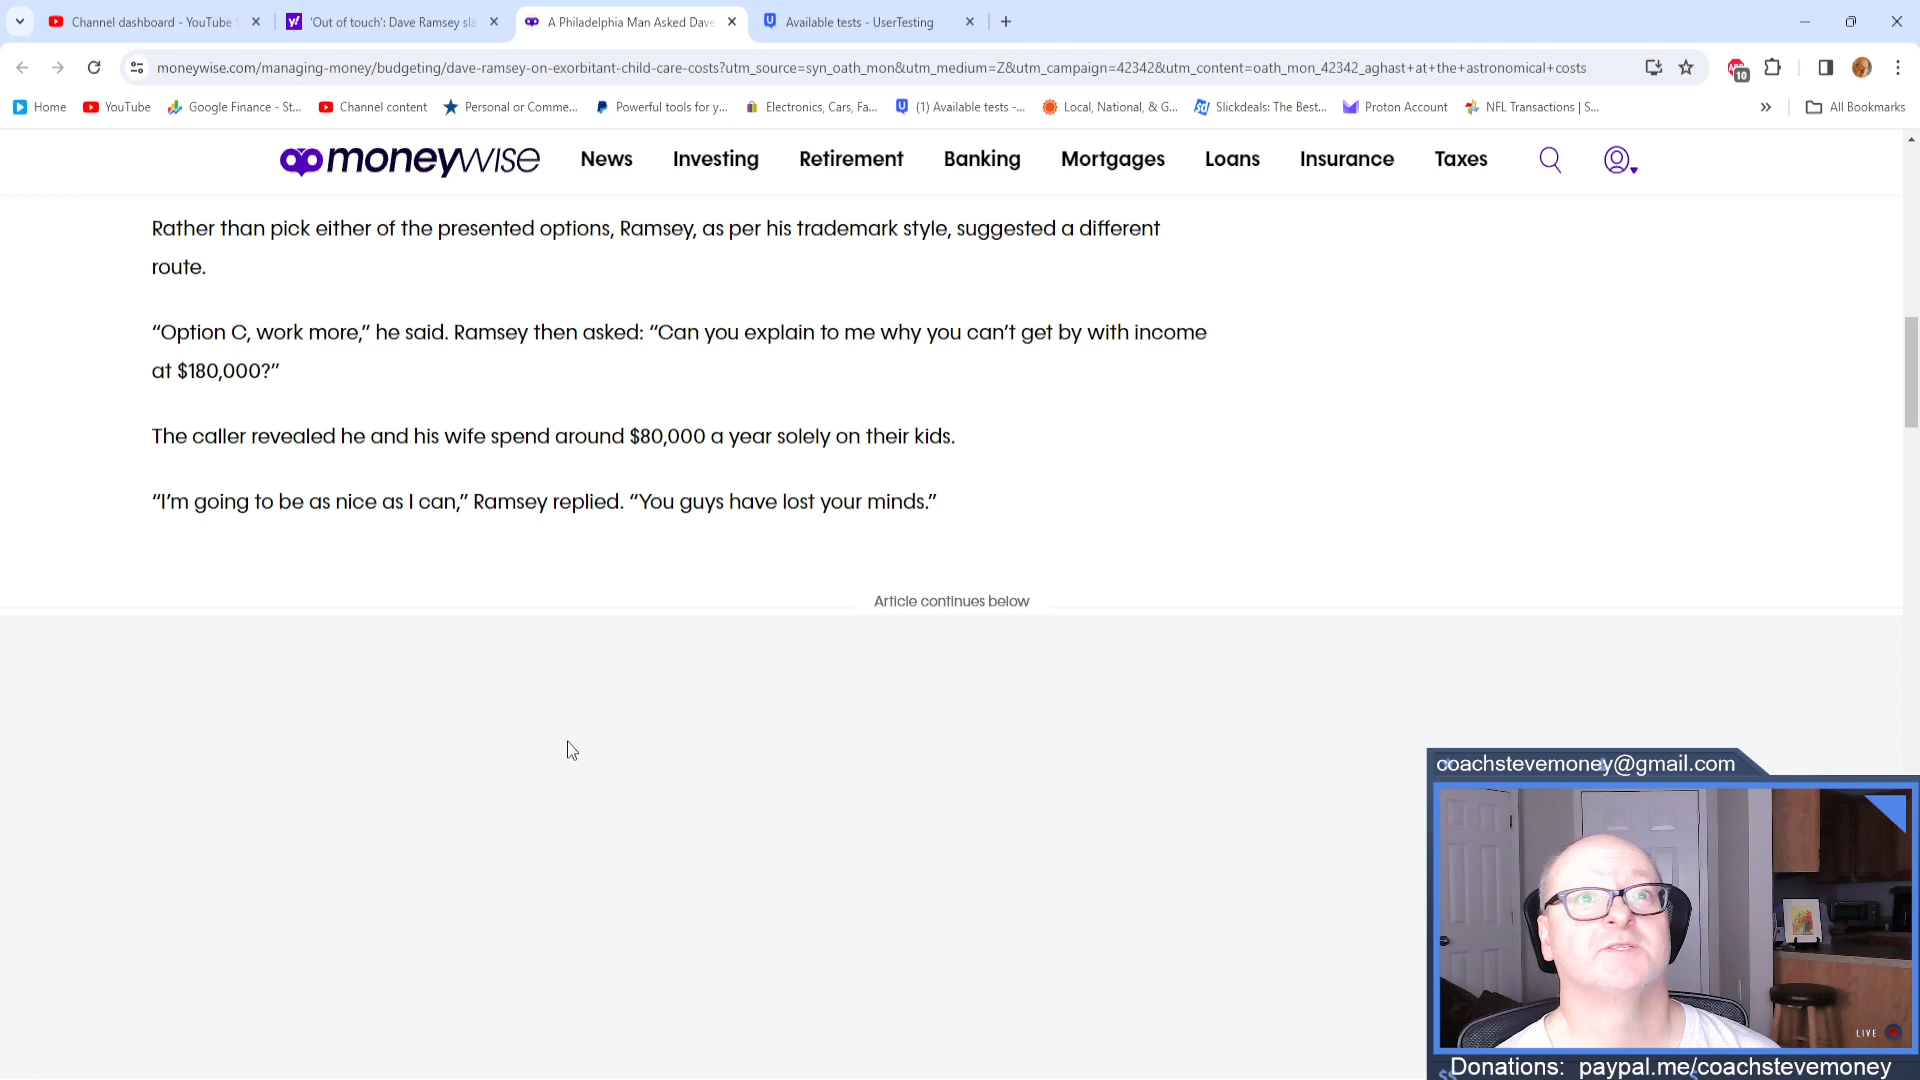 Channel dashboard - YouTube
'Out of touch': Dave Ramsey sla
A Philadelphia Man Asked Dave
Available tests - UserTesting
moneywise.com/managing-money/budgeting/dave-ramsey-on-exorbitant-child-care-costs?utm_source=syn_oath_mon&utm_medium=Z&utm_campaign=42342&utm_content=oath_mon_42342_aghast+at+the+astronomical+costs
10
Home
YouTube
Google Finance - St...
Channel content
Personal or Comme...
Powerful tools for y...
Electronics, Cars, Fa...
(1) Available tests -...
Local, National, & G...
Slickdeals: The Best...
Proton Account
NFL Transactions | S...
All Bookmarks
moneywise
News
Investing
Retirement
Banking
Mortgages
Loans
Insurance
Taxes
Rather than pick either of the presented options, Ramsey, as per his trademark style, suggested a different
route.
“Option C, work more,” he said. Ramsey then asked: “Can you explain to me why you can’t get by with income
at $180,000?”
The caller revealed he and his wife spend around $80,000 a year solely on their kids.
“I’m going to be as nice as I can,” Ramsey replied. “You guys have lost your minds.”
Article continues below
coachstevemoney@gmail.com
LIVE
Donations: paypal.me/coachstevemoney